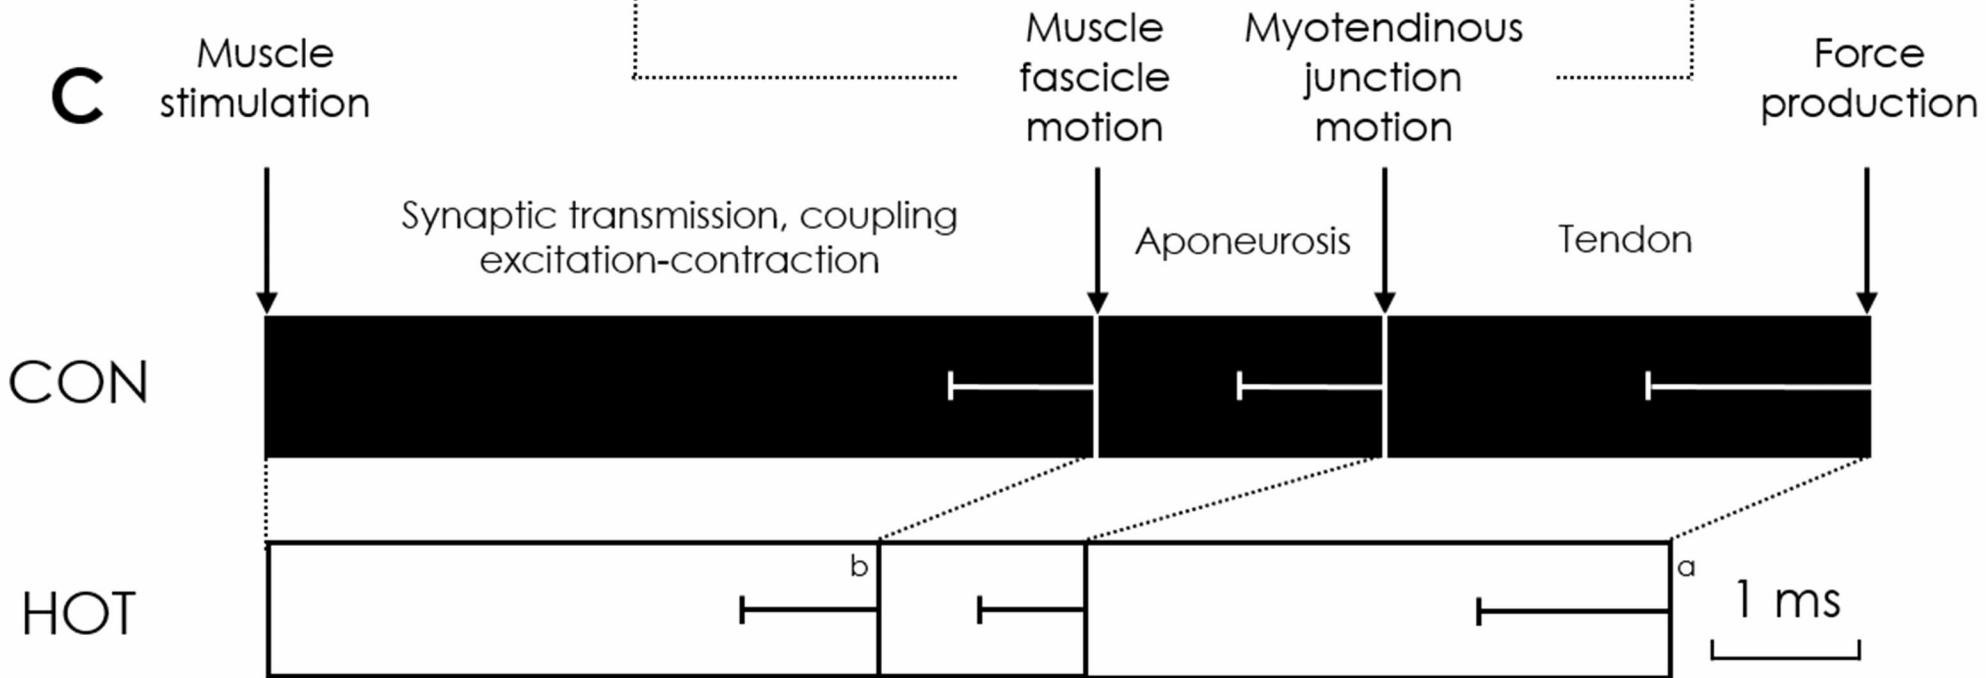 C
Muscle
stimulation
Muscle
fascicle
motion
Myotendinous
junction
motion
Force
production
Synaptic transmission, coupling
excitation-contraction
Aponeurosis
Tendon
CON
HOT
b
a
1 ms